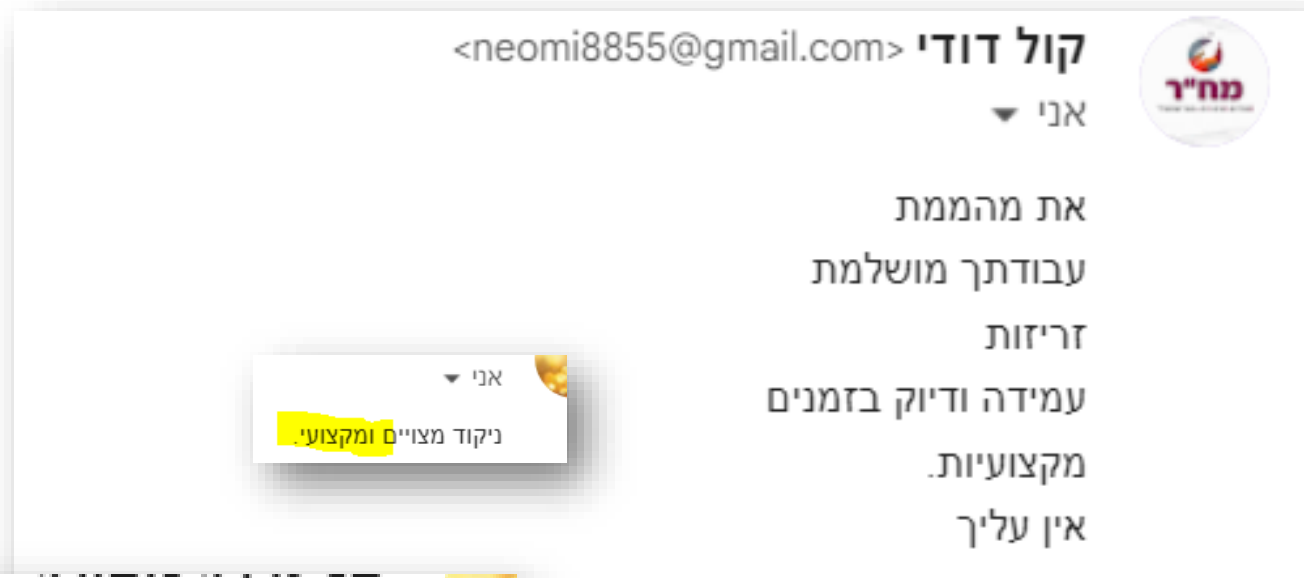 קול דודי <neomi8855@gmail.com>
מח"ר
אני
את מהממת
עבודתך מושלמת
זריזות
עמידה ודיוק בזמנים
מקצועיות.
אין עליך
אני
ניקוד מצויים ומקצועי.